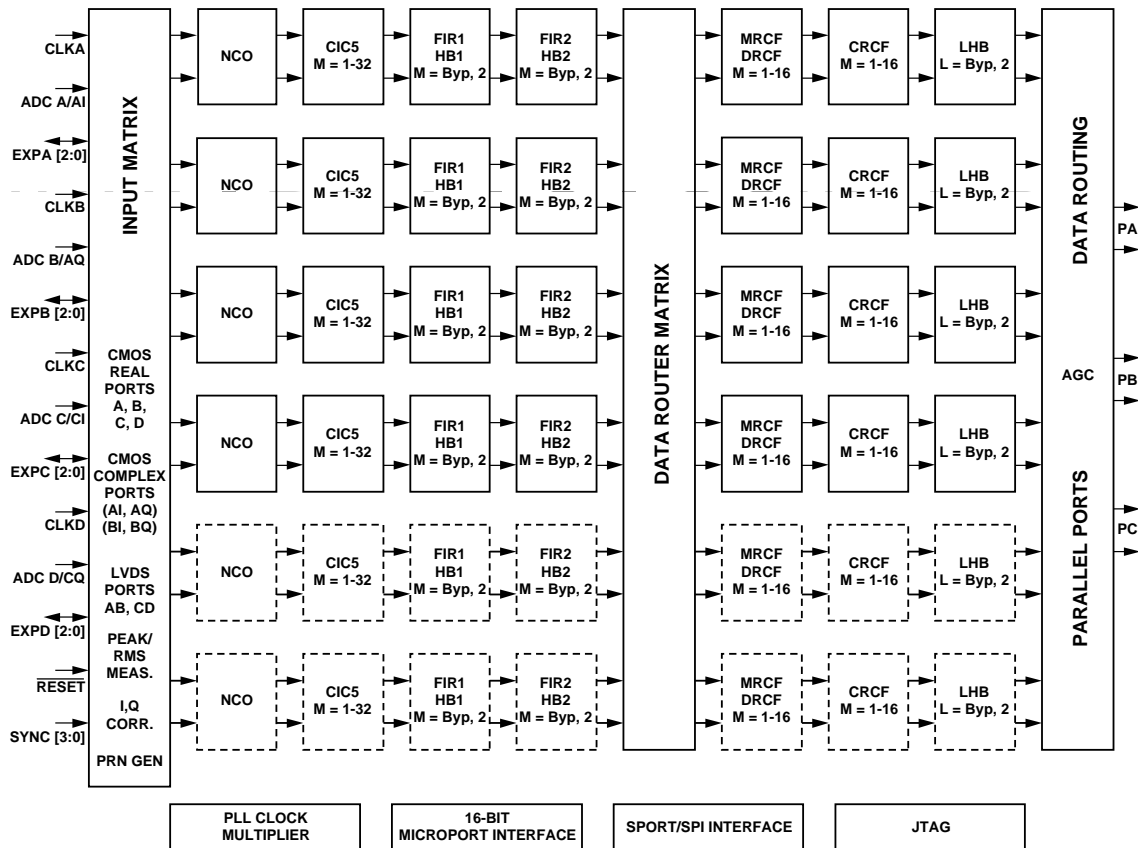 CLKA
ADC A/AI
EXPA [2:0]
CLKB
ADC B/AQ
EXPB [2:0]
CLKC
ADC C/CI
EXPC [2:0]
CLKD
ADC D/CQ
EXPD [2:0]
RESET
SYNC [3:0]
INPUT MATRIX
CMOS
REAL
PORTS
A, B,
C, D
CMOS
COMPLEX
PORTS
(AI, AQ)
(BI, BQ)
LVDS
PORTS
AB, CD
PEAK/
RMS
MEAS.
I,Q
CORR.
PRN GEN
NCO
CIC5
M = 1-32
FIR1
HB1
M = Byp, 2
FIR2
HB2
M = Byp, 2
NCO
CIC5
M = 1-32
FIR1
HB1
M = Byp, 2
FIR2
HB2
M = Byp, 2
NCO
CIC5
M = 1-32
FIR1
HB1
M = Byp, 2
FIR2
HB2
M = Byp, 2
NCO
CIC5
M = 1-32
FIR1
HB1
M = Byp, 2
FIR2
HB2
M = Byp, 2
NCO
CIC5
M = 1-32
FIR1
HB1
M = Byp, 2
FIR2
HB2
M = Byp, 2
NCO
CIC5
M = 1-32
FIR1
HB1
M = Byp, 2
FIR2
HB2
M = Byp, 2
DATA ROUTER MATRIX
MRCF
DRCF
M = 1-16
CRCF
M = 1-16
LHB
L = Byp, 2
MRCF
DRCF
M = 1-16
CRCF
M = 1-16
LHB
L = Byp, 2
MRCF
DRCF
M = 1-16
CRCF
M = 1-16
LHB
L = Byp, 2
MRCF
DRCF
M = 1-16
CRCF
M = 1-16
LHB
L = Byp, 2
MRCF
DRCF
M = 1-16
CRCF
M = 1-16
LHB
L = Byp, 2
MRCF
DRCF
M = 1-16
CRCF
M = 1-16
LHB
L = Byp, 2
DATA ROUTING
AGC
PARALLEL PORTS
PA
PB
PC
PLL CLOCK
MULTIPLIER
16-BIT
MICROPORT INTERFACE
SPORT/SPI INTERFACE
JTAG